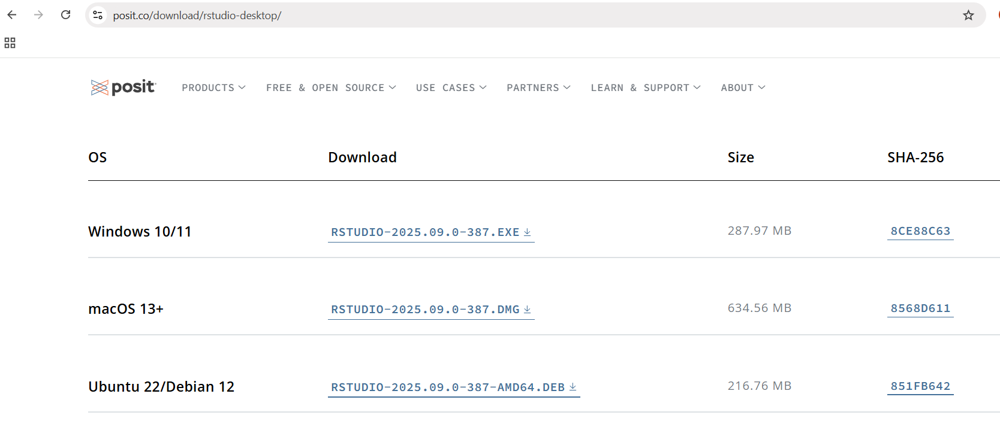 posit.co/download/rstudio-desktop/
posit PRODUCTS FREE & OPEN SOURCE USE CASES PARTNERS LEARN & SUPPORT ABOUT
OS Download Size SHA-256
Windows 10/11 RSTUDIO-2025.09.0-387.EXE 287.97 MB 8CE88C63
macOS 13+ RSTUDIO-2025.09.0-387.DMG 634.56 MB 8568D611
Ubuntu 22/Debian 12 RSTUDIO-2025.09.0-387-AMD64.DEB 216.76 MB 851FB642